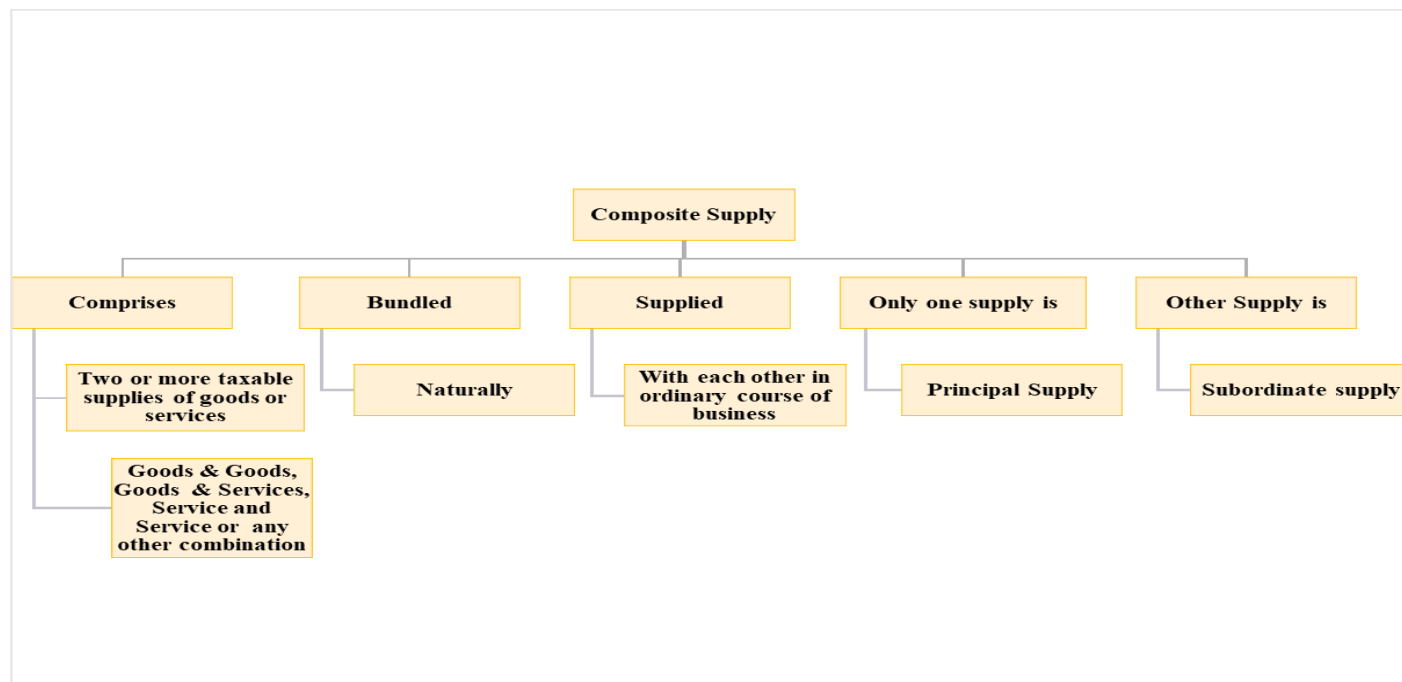 Composite Supply
Comprises
Bundled
Supplied
Only one supply is
Other Supply is
Two or more taxable
supplies of goods or
services
Naturally
With each other in
ordinary course of
business
Principal Supply
Subordinate supply
Goods & Goods,
Goods & Services,
Service and
Service or any
other combination